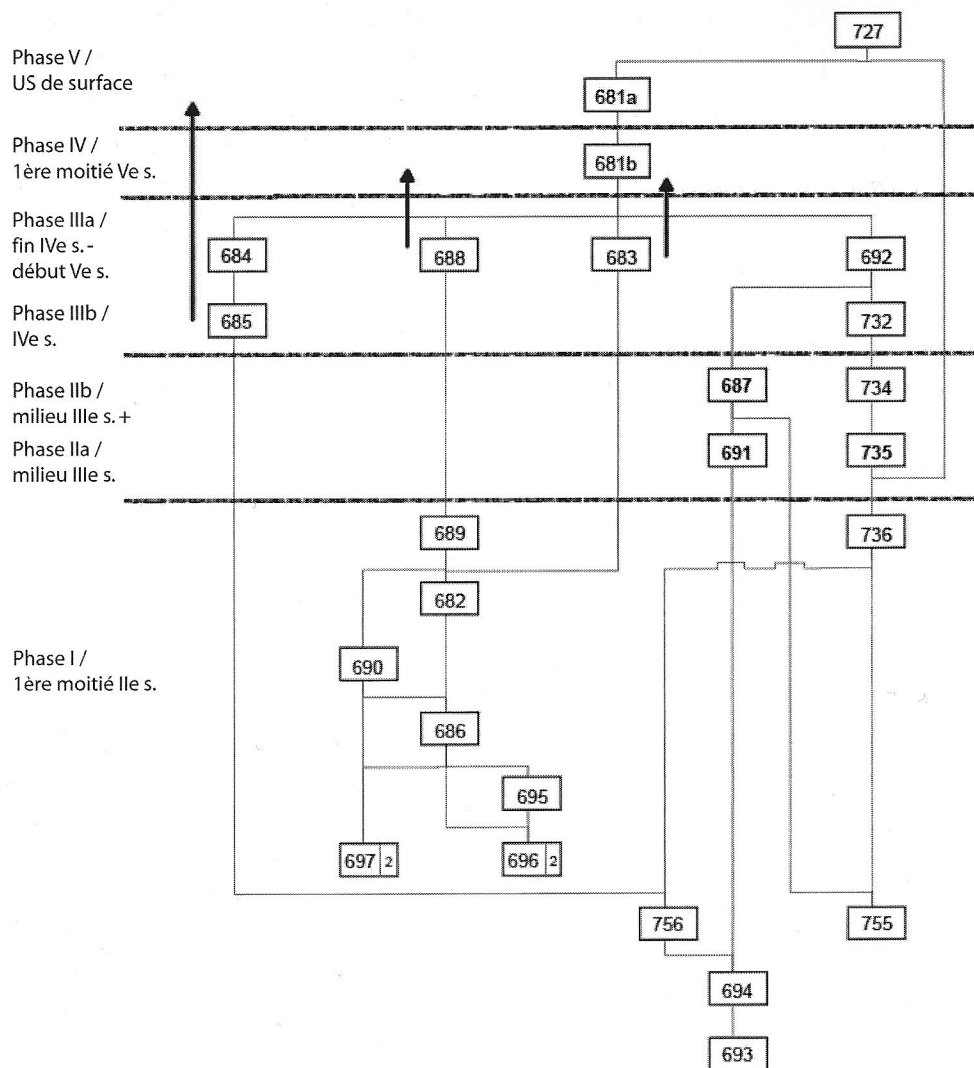 727
Phase V /
US de surface
681a
Phase IV /
1ère moitié Ve s.
681b
Phase IIIa /
fin IVe s. -
début Ve s.
684
688
683
692
Phase IIIb /
IVe s.
685
732
Phase IIb /
milieu IIIe s. +
687
734
Phase IIa /
milieu IIIe s.
691
735
689
736
682
Phase I /
1ère moitié IIe s.
690
686
695
697 2
696 2
756
755
694
693